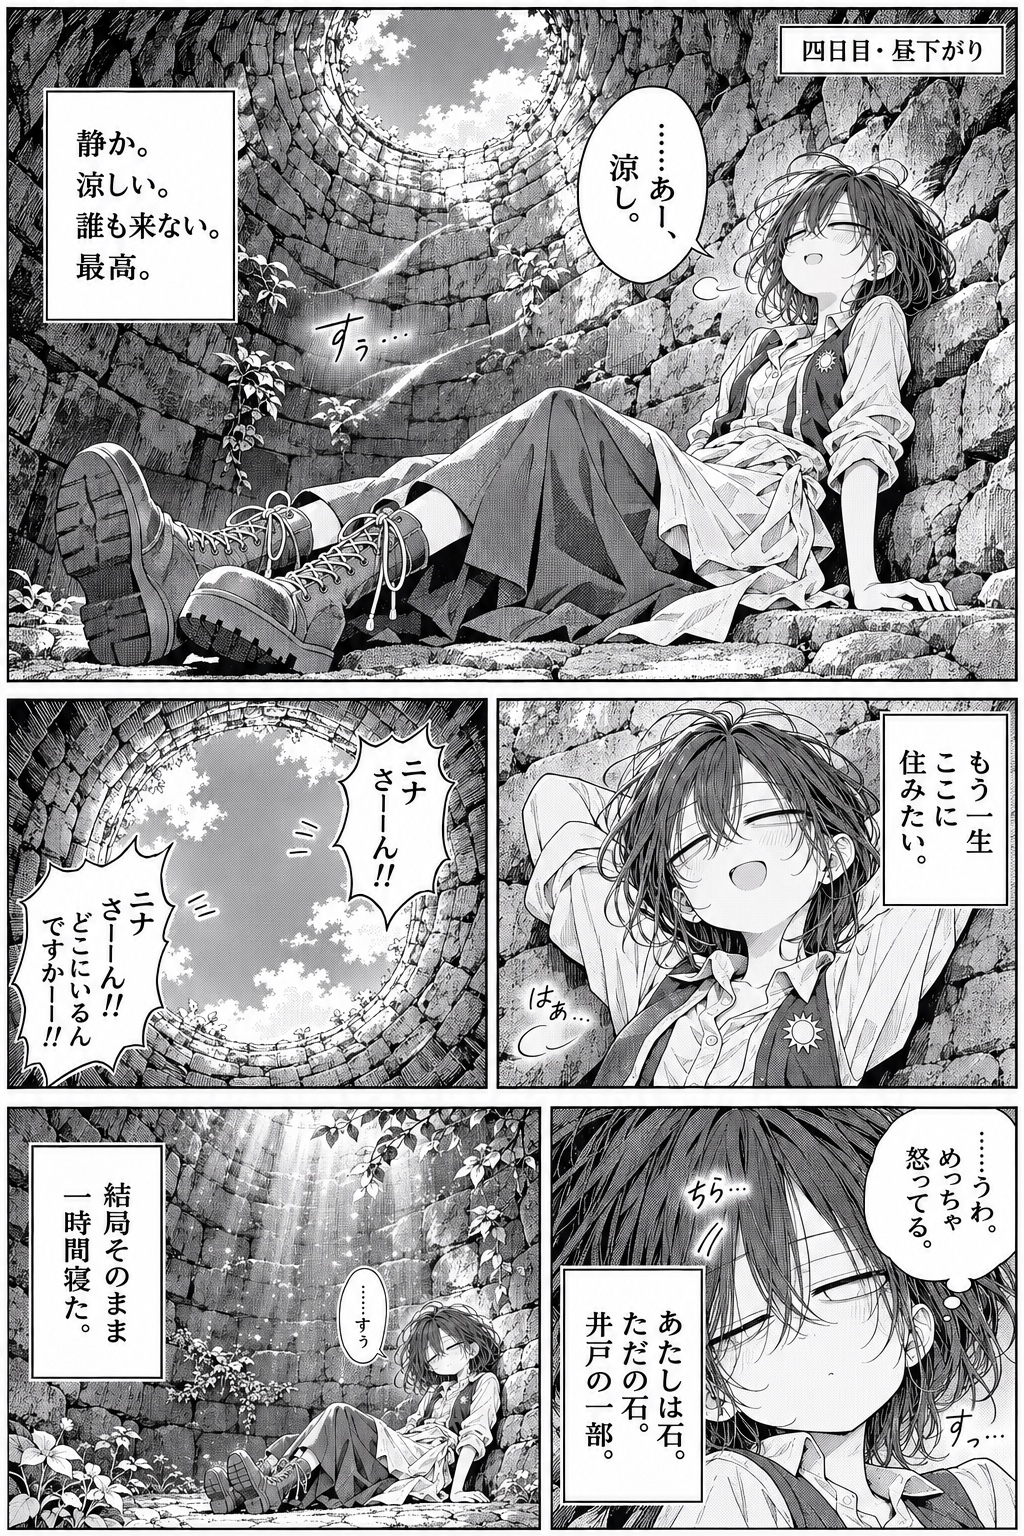 四日目・昼下がり
……あー、
涼し。
静か。
涼しい。
誰も来ない。
最高。
すぅ…
もう一生
ここに
住みたい。
はぁ…
ニナ
さーーん!!
ニナ
さーーん!!
どこにいるん
ですかーー!!
……うわ。
めっちゃ
怒ってる。
ちら…
あたしは石。
ただの石。
井戸の一部。
すっ…
結局そのまま
一時間寝た。
……すぅ